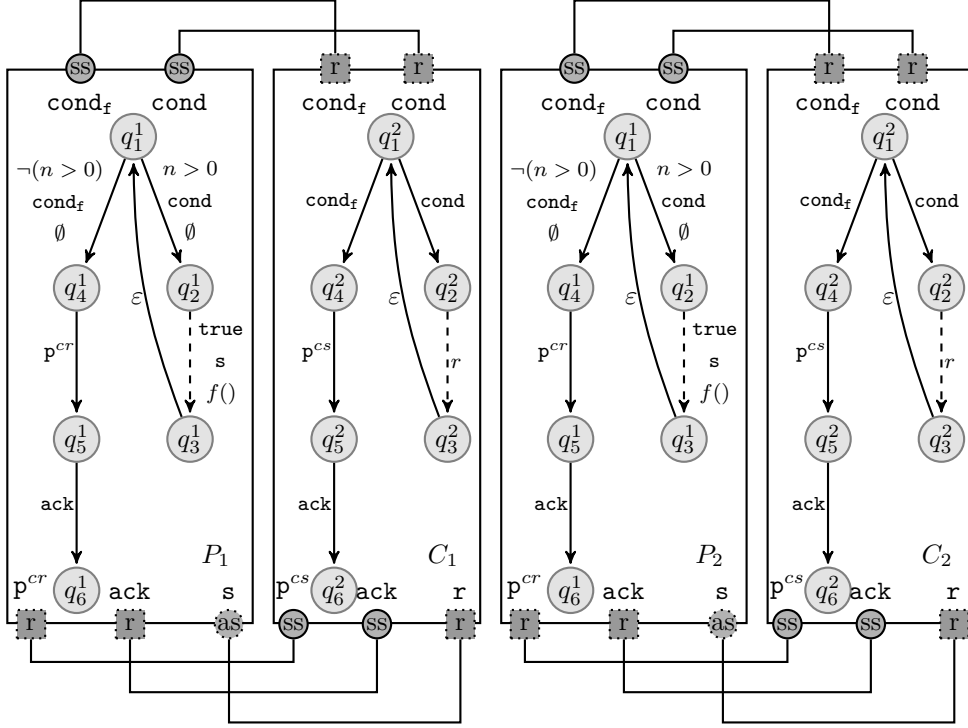 ss ss r r ss ss r r
cond_f cond cond_f cond cond_f cond cond_f cond
q_1^1 q_1^2 q_1^1 q_1^2
¬(n > 0) n > 0 ¬(n > 0) n > 0
cond_f cond cond_f cond cond_f cond cond_f cond
∅ ∅ ∅ ∅
q_4^1 q_2^1 q_4^2 q_2^2 q_4^1 q_2^1 q_4^2 q_2^2
ε ε ε ε
true true
p^{cr} s p^{cs} r p^{cr} s p^{cs} r
f() f()
q_5^1 q_3^1 q_5^2 q_3^2 q_5^1 q_3^1 q_5^2 q_3^2
ack ack ack ack
P_1 C_1 P_2 C_2
q_6^1 q_6^2 q_6^1 q_6^2
p^{cr} ack s p^{cs} ack r p^{cr} ack s p^{cs} ack r
r r as ss ss r r r as ss ss r